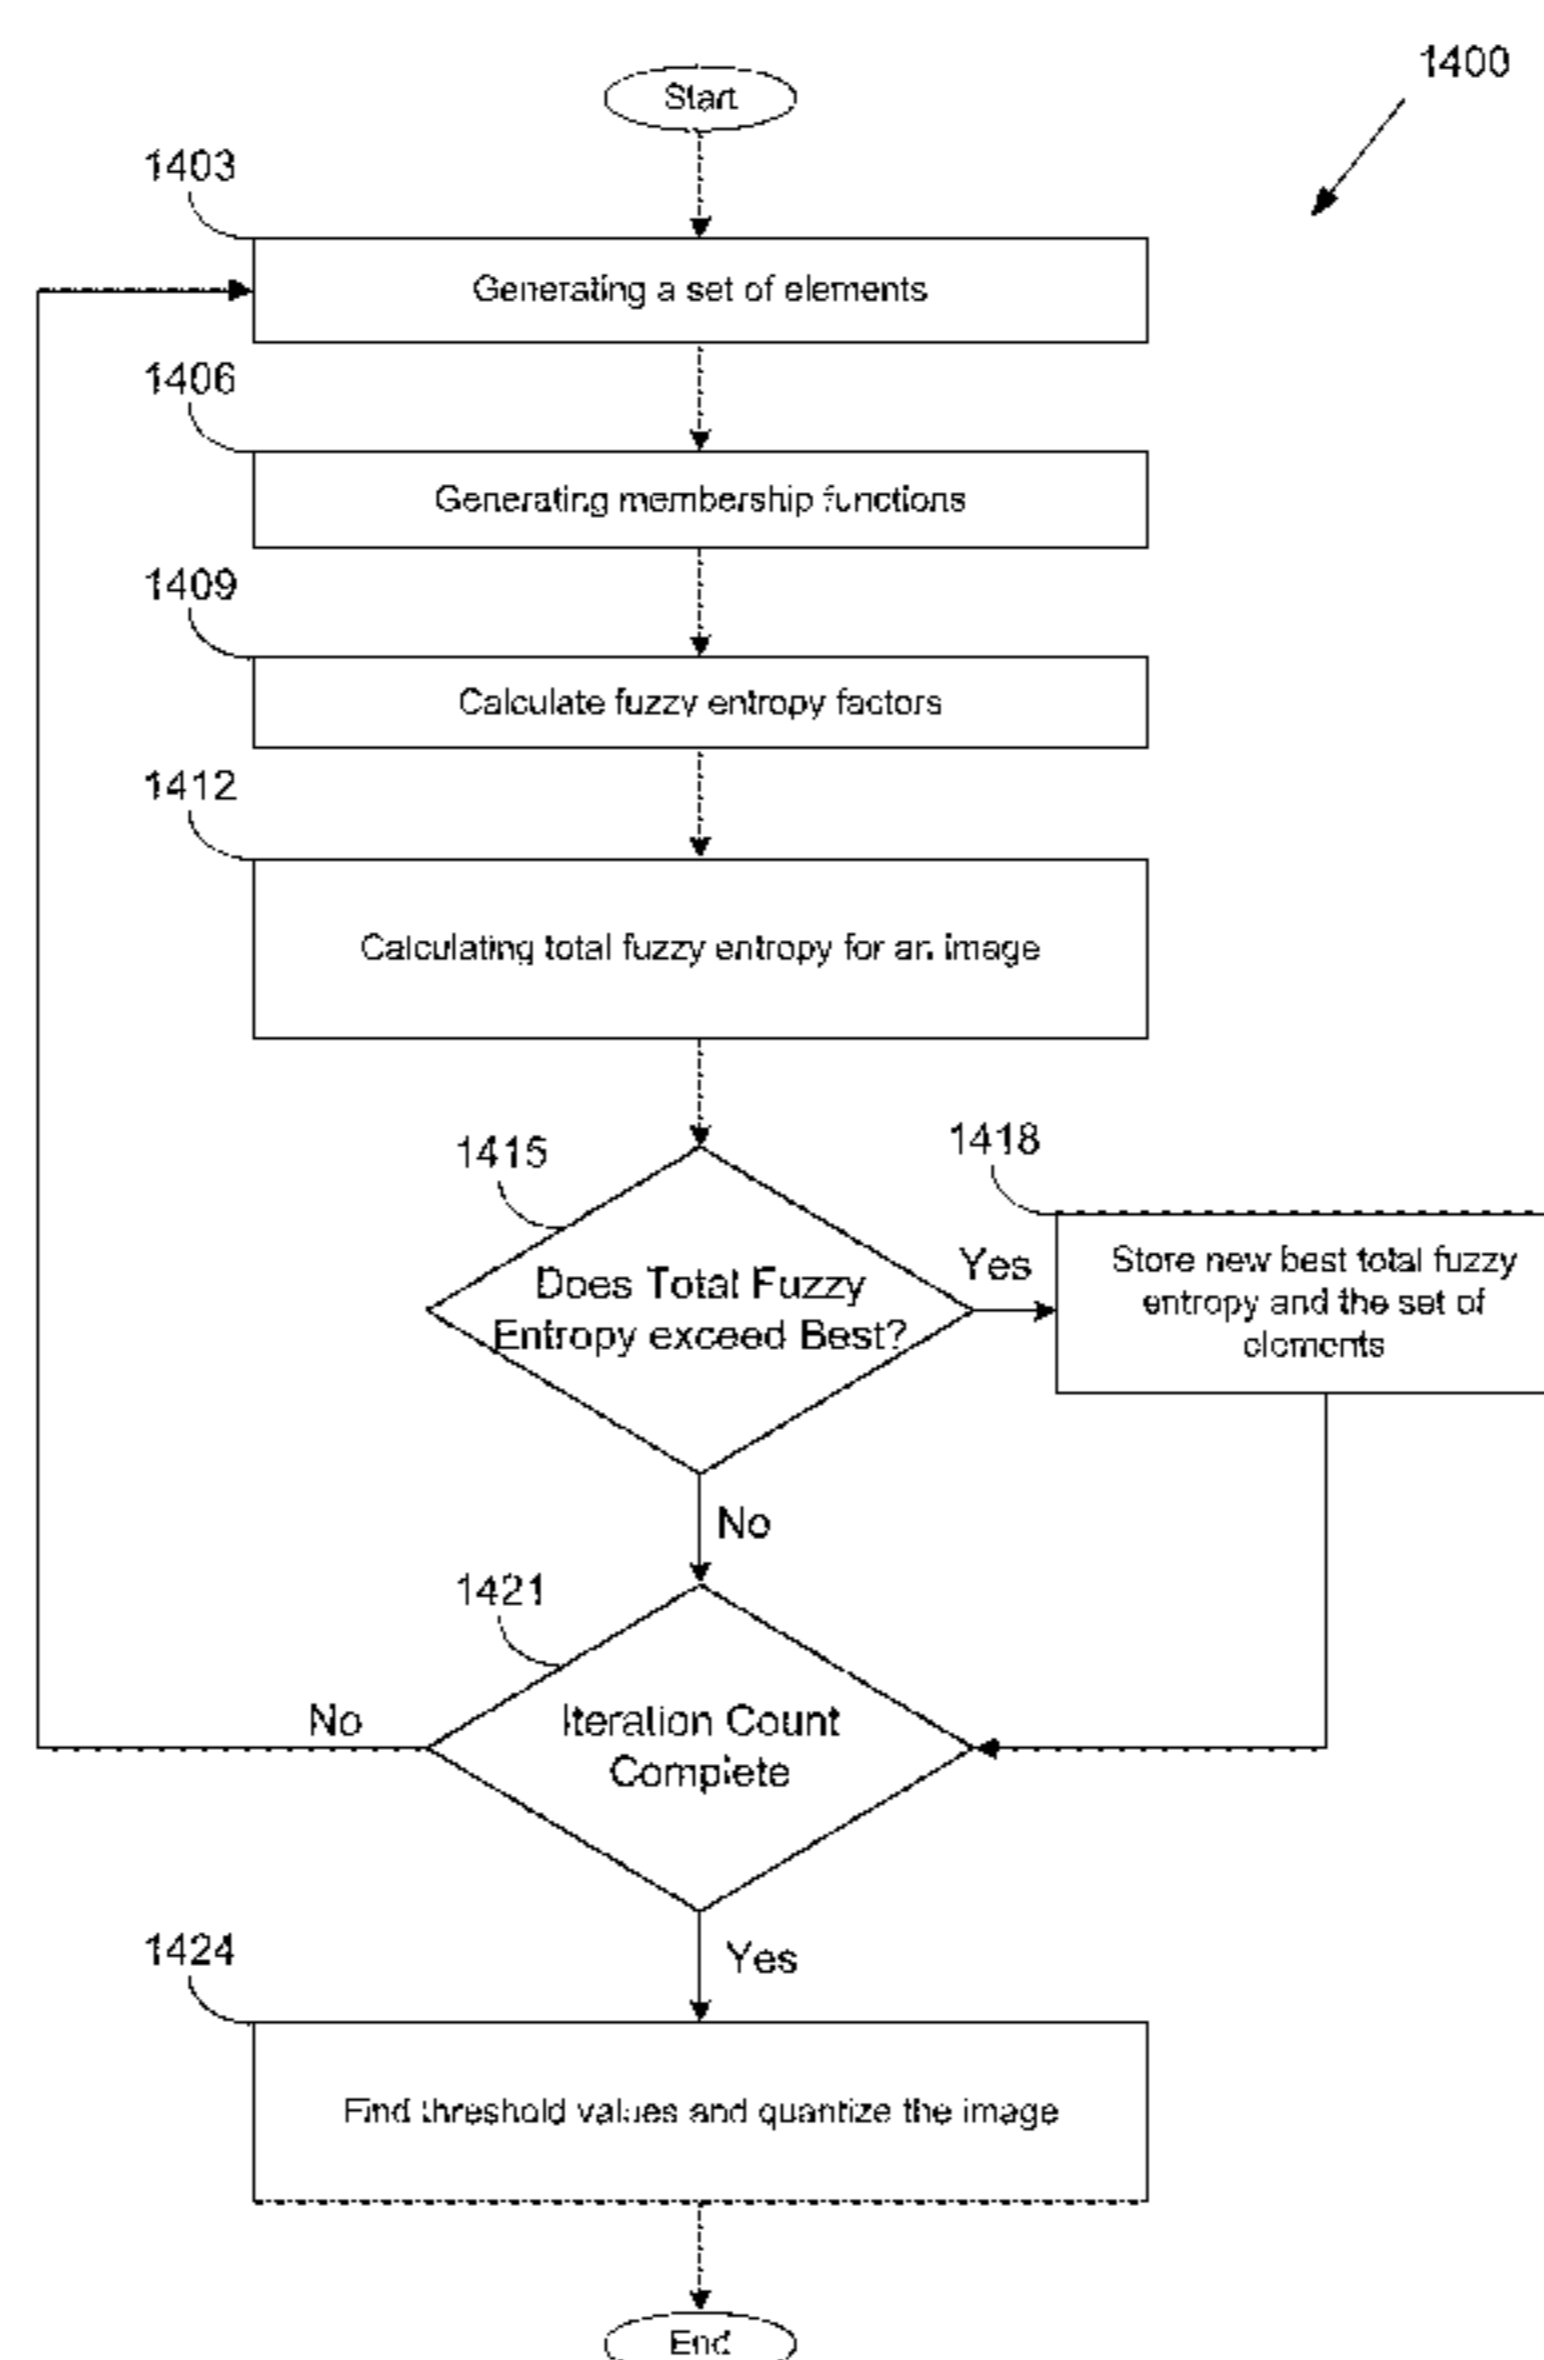 1400
Start
1403
Generating a set of elements
1406
Generating membership functions
1409
Calculate fuzzy entropy factors
1412
Calculating total fuzzy entropy for an image
1415
Does Total Fuzzy
Entropy exceed Best?
Yes
1418
Store new best total fuzzy
entropy and the set of
elements
No
1421
Iteration Count
Complete
No
Yes
1424
Find threshold values and quantize the image
End